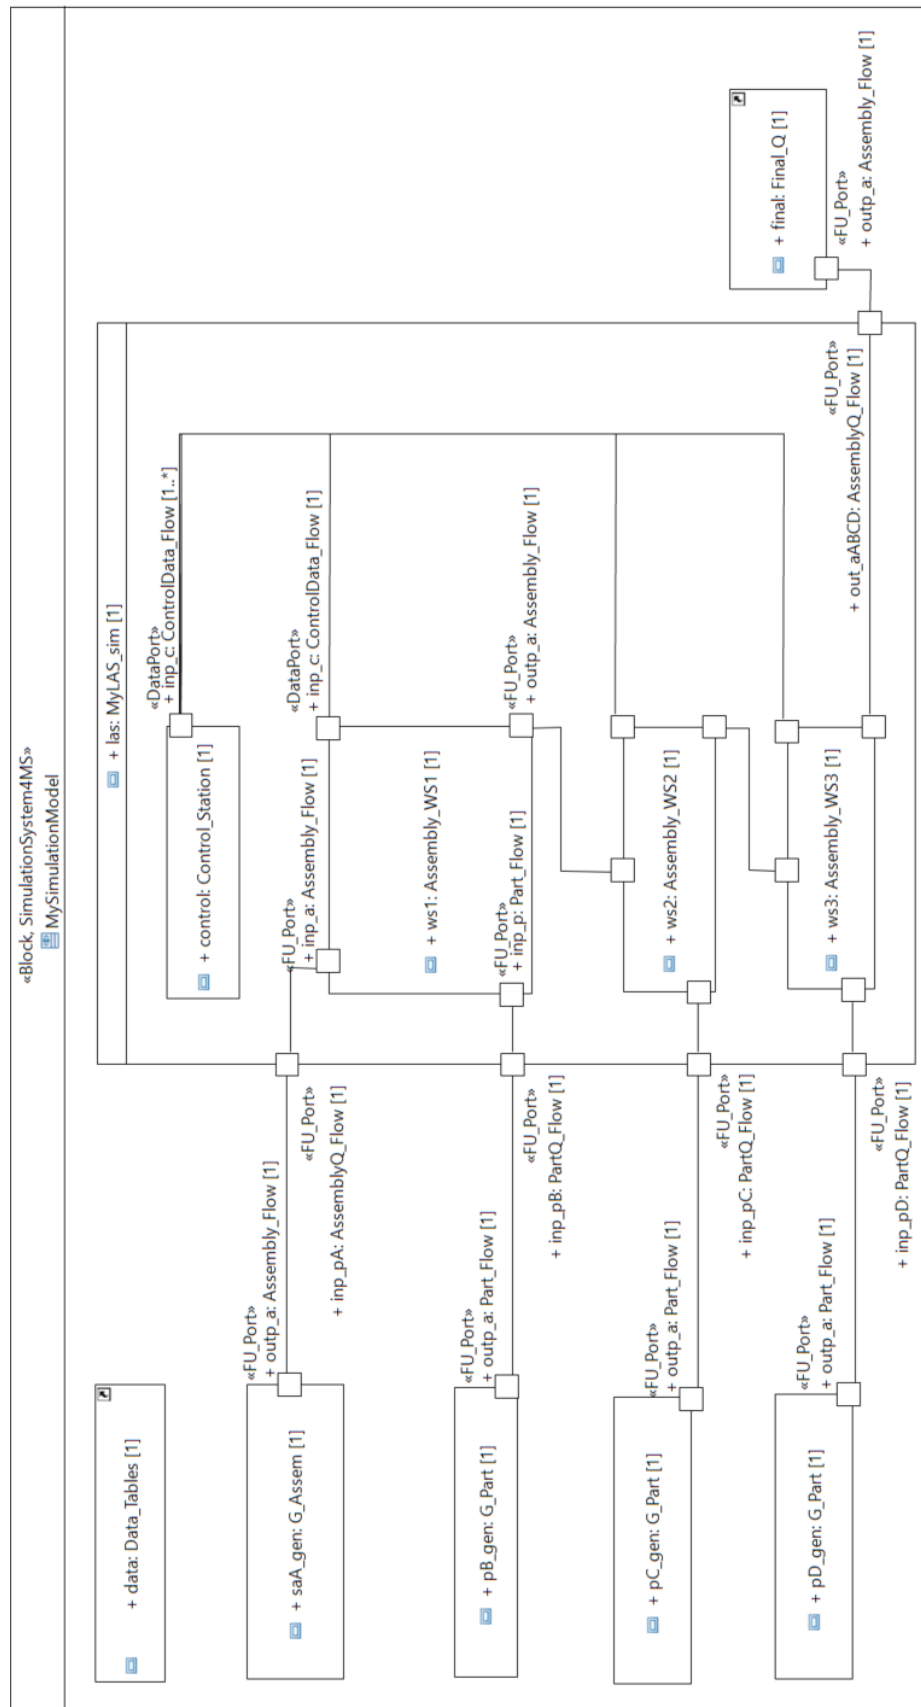 «Block, SimulationSystem4MS»
MySimulationModel
+ data: Data_Tables [1]
+ saA_gen: G_Assem [1]
«FU_Port»
+ outp_a: Assembly_Flow [1]
+ pB_gen: G_Part [1]
«FU_Port»
+ outp_a: Part_Flow [1]
+ pC_gen: G_Part [1]
«FU_Port»
+ outp_a: Part_Flow [1]
+ pD_gen: G_Part [1]
«FU_Port»
+ outp_a: Part_Flow [1]
+ las: MyLAS_sim [1]
«FU_Port»
+ inp_pA: AssemblyQ_Flow [1]
«FU_Port»
+ inp_pB: PartQ_Flow [1]
«FU_Port»
+ inp_pC: PartQ_Flow [1]
«FU_Port»
+ inp_pD: PartQ_Flow [1]
+ control: Control_Station [1]
«DataPort»
+ inp_c: ControlData_Flow [1..*]
«FU_Port»
+ inp_a: Assembly_Flow [1]
«DataPort»
+ inp_c: ControlData_Flow [1]
+ ws1: Assembly_WS1 [1]
«FU_Port»
+ inp_p: Part_Flow [1]
«FU_Port»
+ outp_a: Assembly_Flow [1]
+ ws2: Assembly_WS2 [1]
+ ws3: Assembly_WS3 [1]
«FU_Port»
+ out_aABCD: AssemblyQ_Flow [1]
+ final: Final_Q [1]
«FU_Port»
+ outp_a: Assembly_Flow [1]